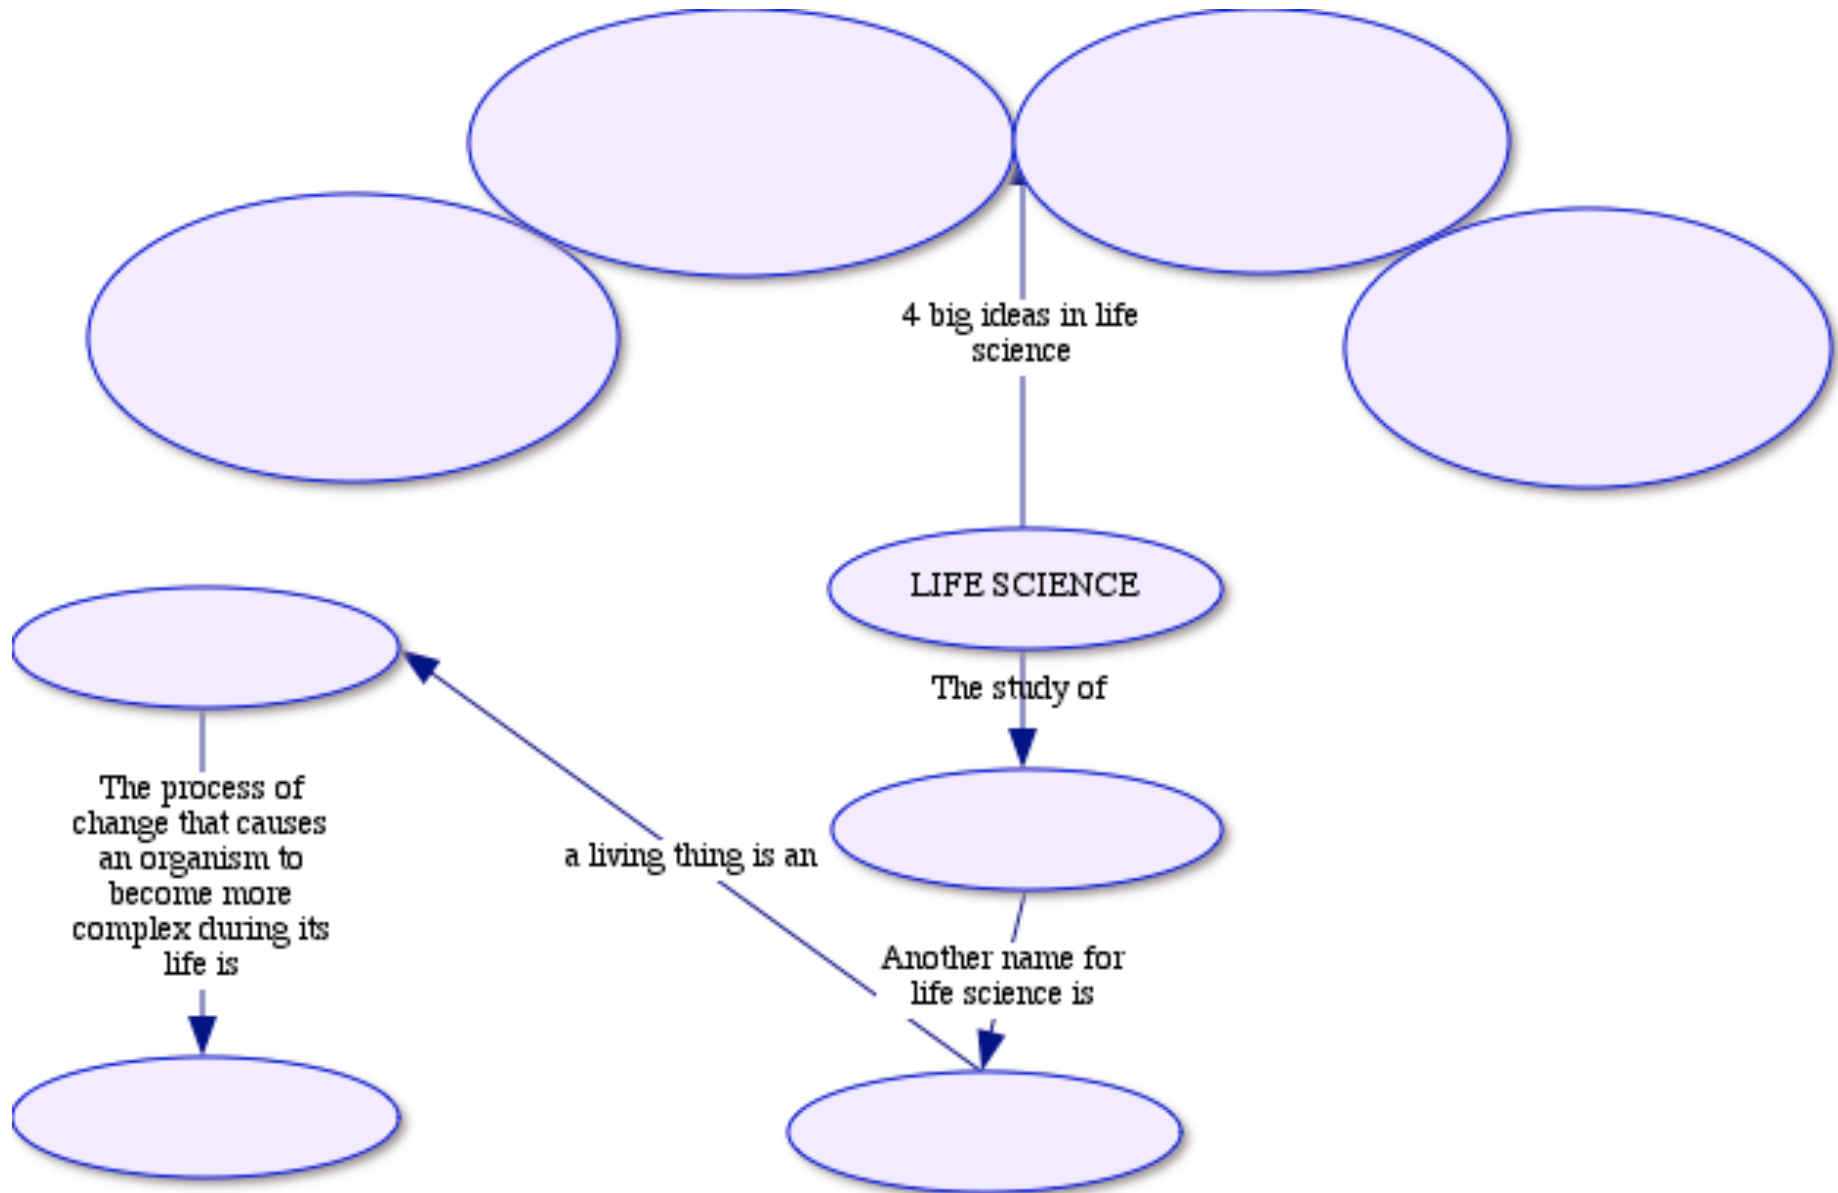 4 big ideas in life
science
LIFE SCIENCE
The study of
The process of
change that causes
an organism to
become more
complex during its
life is
a living thing is an
Another name for
life science is